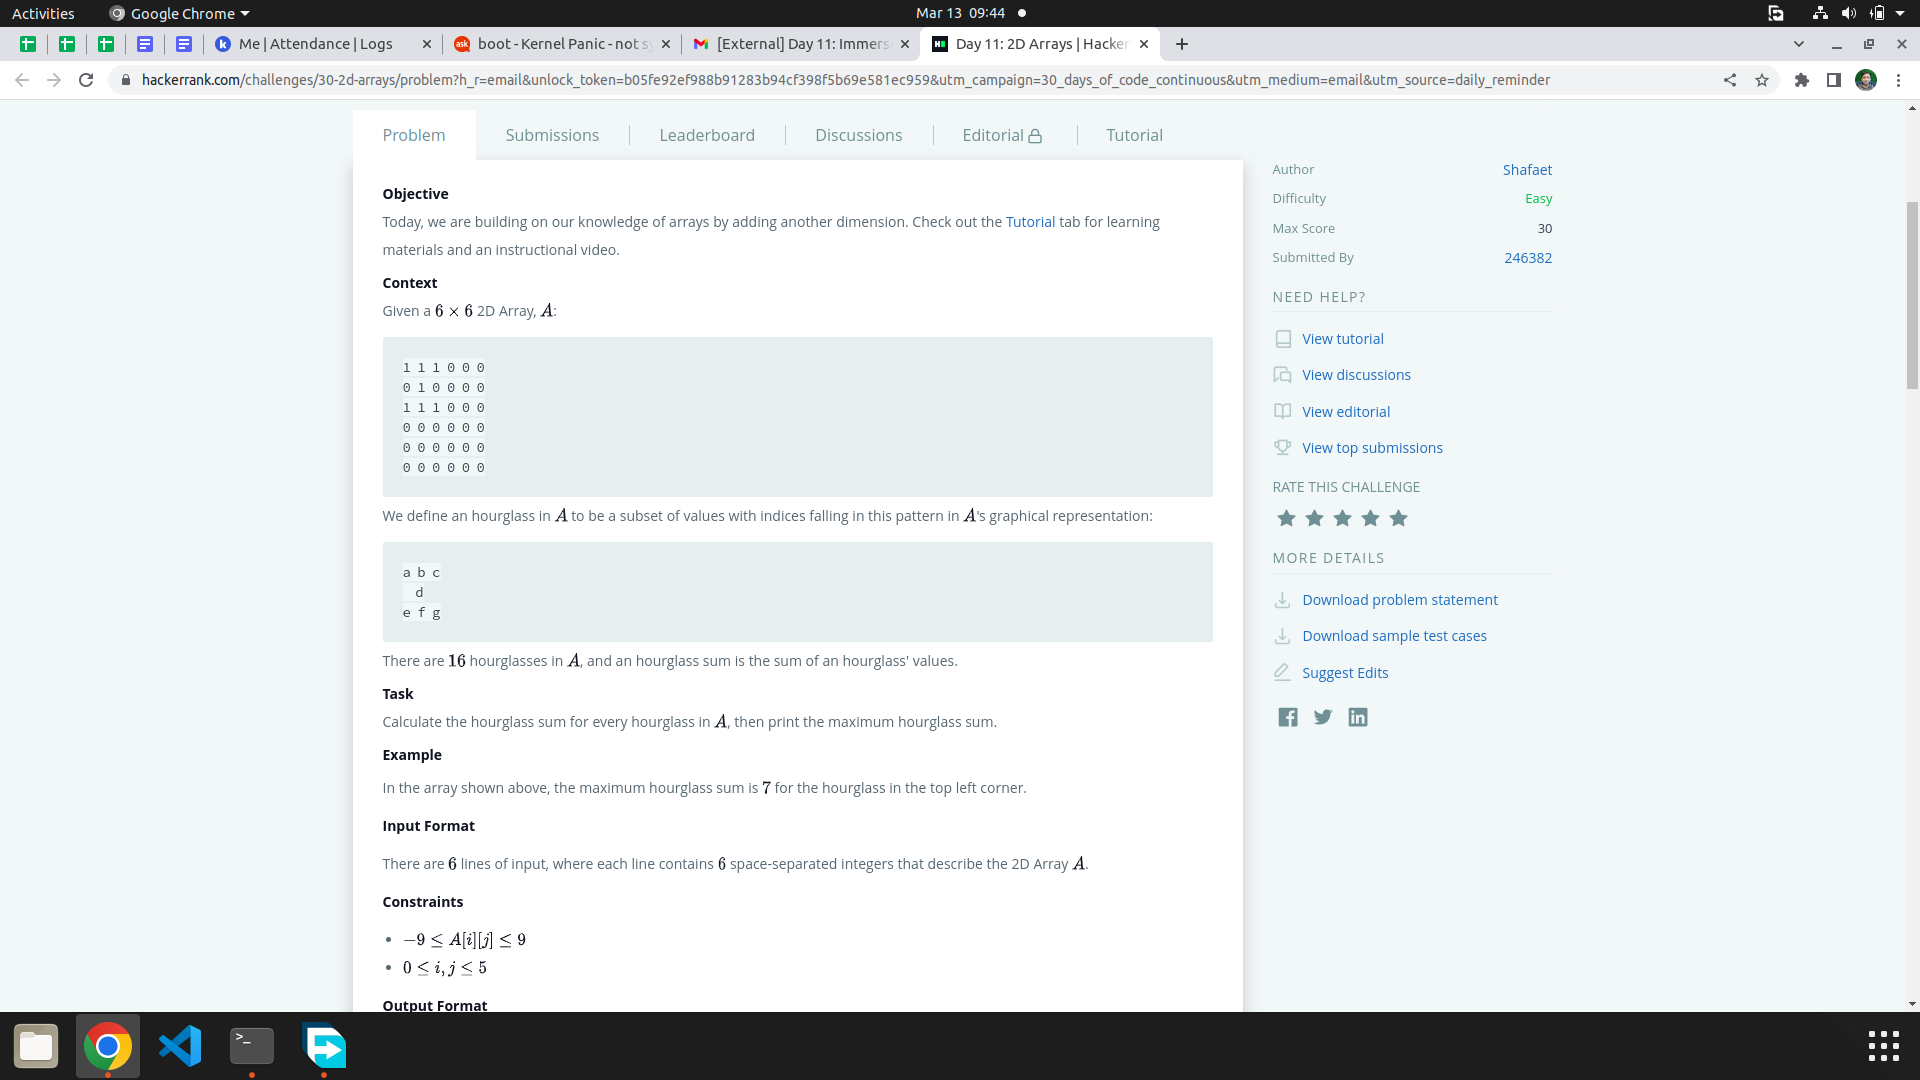 Activities
Google Chrome
Mar 13 09:44
Me | Attendance | Logs
boot - Kernel Panic - not s
[External] Day 11: Immers
Day 11: 2D Arrays | Hacker
hackerrank.com/challenges/30-2d-arrays/problem?h_r=email&unlock_token=b05fe92ef988b91283b94cf398f5b69e581ec959&utm_campaign=30_days_of_code_continuous&utm_medium=email&utm_source=daily_reminder
Problem
Submissions
Leaderboard
Discussions
Editorial
Tutorial
Objective
Today, we are building on our knowledge of arrays by adding another dimension. Check out the Tutorial tab for learning
materials and an instructional video.
Context
Given a 6 × 6 2D Array, A:
1 1 1 0 0 0
0 1 0 0 0 0
1 1 1 0 0 0
0 0 0 0 0 0
0 0 0 0 0 0
0 0 0 0 0 0
We define an hourglass in A to be a subset of values with indices falling in this pattern in A's graphical representation:
a b c
d
e f g
There are 16 hourglasses in A, and an hourglass sum is the sum of an hourglass' values.
Task
Calculate the hourglass sum for every hourglass in A, then print the maximum hourglass sum.
Example
In the array shown above, the maximum hourglass sum is 7 for the hourglass in the top left corner.
Input Format
There are 6 lines of input, where each line contains 6 space-separated integers that describe the 2D Array A.
Constraints
• −9 ≤ A[i][j] ≤ 9
• 0 ≤ i, j ≤ 5
Output Format
Author Shafaet
Difficulty Easy
Max Score 30
Submitted By 246382
NEED HELP?
View tutorial
View discussions
View editorial
View top submissions
RATE THIS CHALLENGE
MORE DETAILS
Download problem statement
Download sample test cases
Suggest Edits